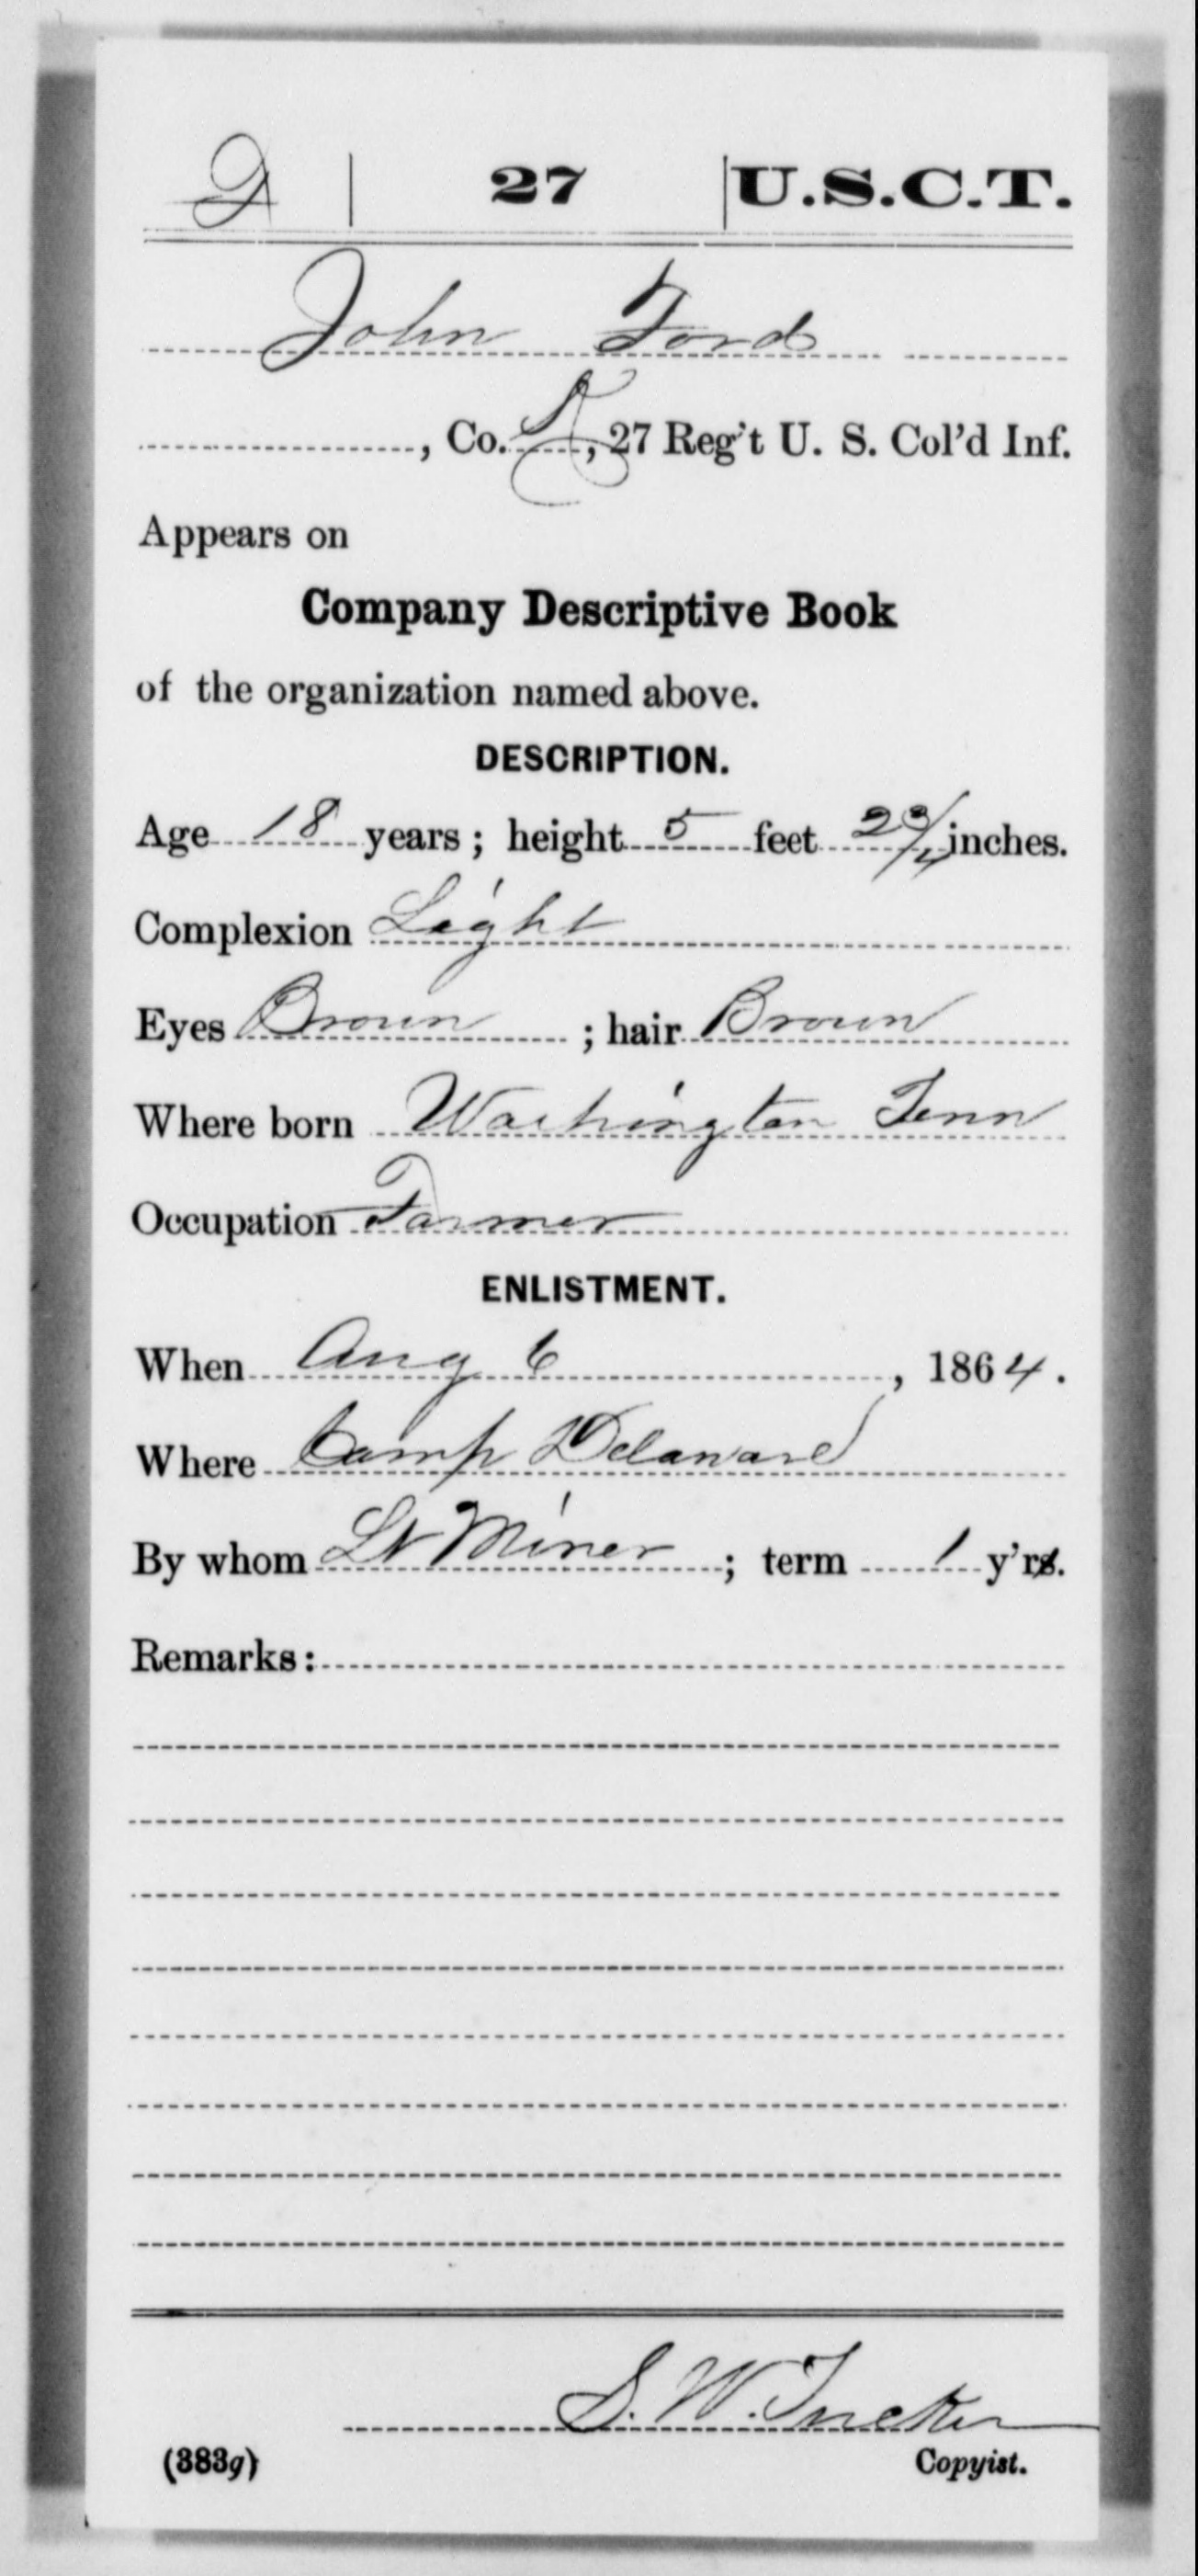 27 U.S.C.T.
John Ford
, Co. , 27 Reg't U. S. Col'd Inf.
Appears on
Company Descriptive Book
of the organization named above.
DESCRIPTION.
Age 18 years; height 5 feet 2 3/4 inches.
Complexion Light
Eyes Brown ; hair Brown
Where born Washington Tenn
Occupation Farmer
ENLISTMENT.
When Aug 6, 1864.
Where Camp Delaware
By whom Lt Miner ; term 1 y'rs.
Remarks:
S. W. Tucker
(383g) Copyist.